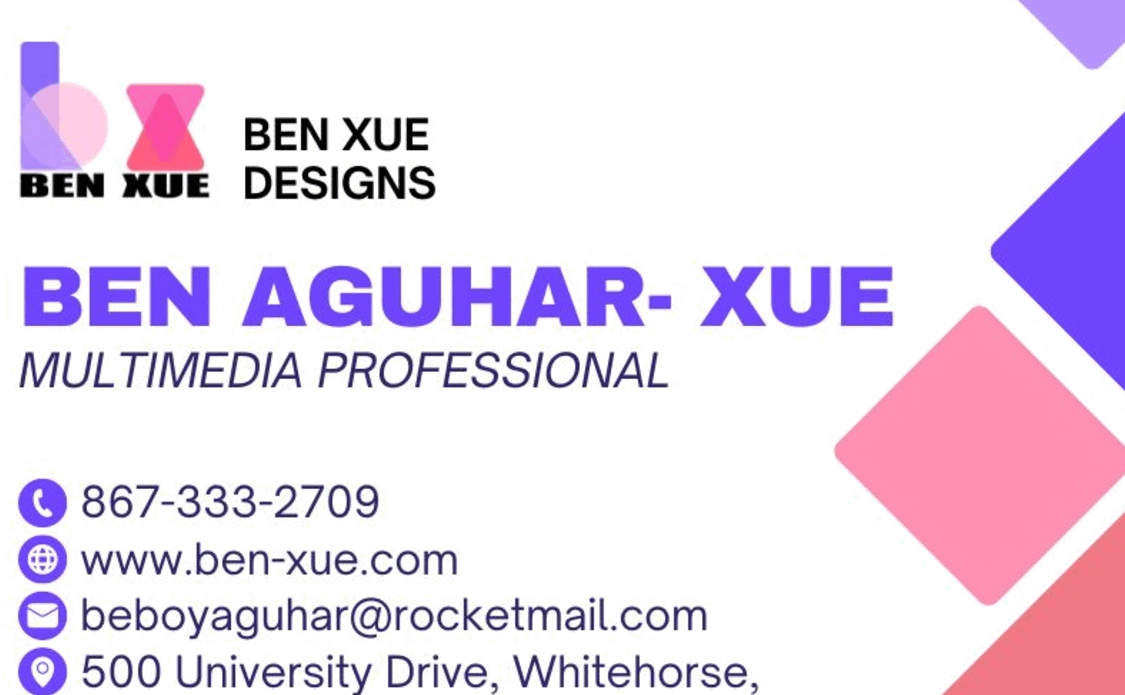 b x
BEN XUE
BEN XUE
DESIGNS
BEN AGUHAR- XUE
MULTIMEDIA PROFESSIONAL
867-333-2709
www.ben-xue.com
beboyaguhar@rocketmail.com
500 University Drive, Whitehorse,